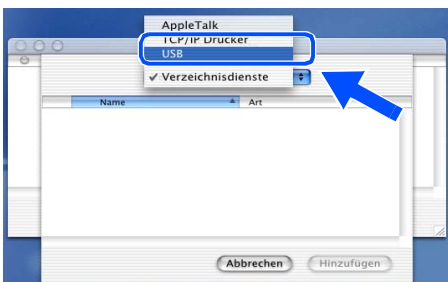 AppleTalk
TCP/IP Drucker
USB
✓ Verzeichnisdienste
Name Art
Abbrechen Hinzufügen